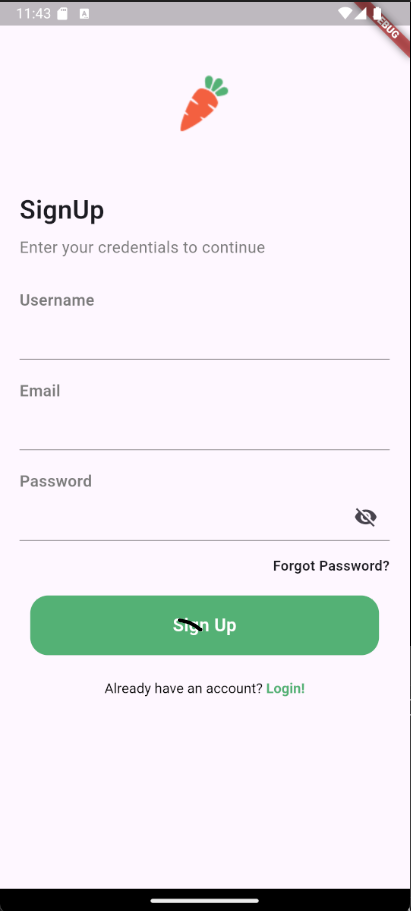 11:43
SignUp
Enter your credentials to continue
Username
Email
Password
Forgot Password?
Sign Up
Already have an account? Login!